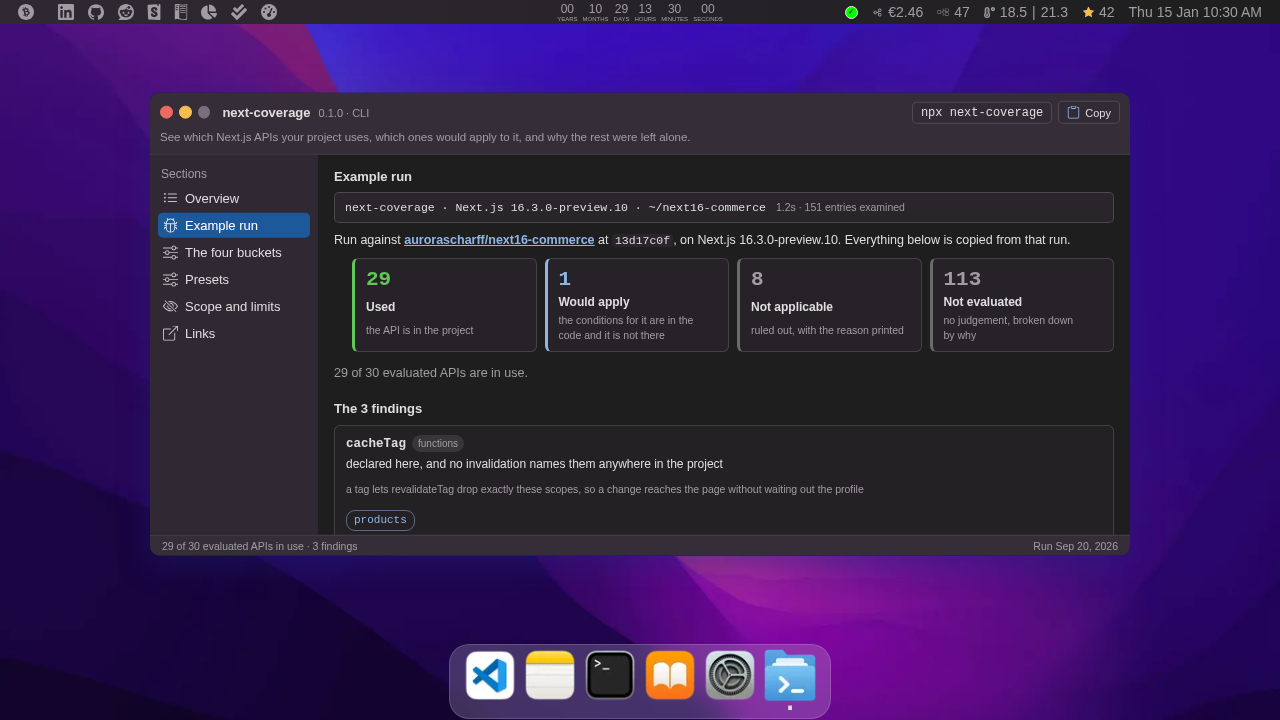 00 10 29 13 30 00
YEARS MONTHS DAYS HOURS MINUTES SECONDS
€2.46 47 18.5 | 21.3 42 Thu 15 Jan 10:30 AM
next-coverage 0.1.0 · CLI
npx next-coverage Copy
See which Next.js APIs your project uses, which ones would apply to it, and why the rest were left alone.
Sections
Overview
Example run
The four buckets
Presets
Scope and limits
Links
Example run
next-coverage · Next.js 16.3.0-preview.10 · ~/next16-commerce 1.2s · 151 entries examined
Run against aurorascharff/next16-commerce at 13d17c0f, on Next.js 16.3.0-preview.10. Everything below is copied from that run.
29
Used
the API is in the project
1
Would apply
the conditions for it are in the
code and it is not there
8
Not applicable
ruled out, with the reason printed
113
Not evaluated
no judgement, broken down
by why
29 of 30 evaluated APIs are in use.
The 3 findings
cacheTag functions
declared here, and no invalidation names them anywhere in the project
a tag lets revalidateTag drop exactly these scopes, so a change reaches the page without waiting out the profile
products
29 of 30 evaluated APIs in use · 3 findings
Run Sep 20, 2026